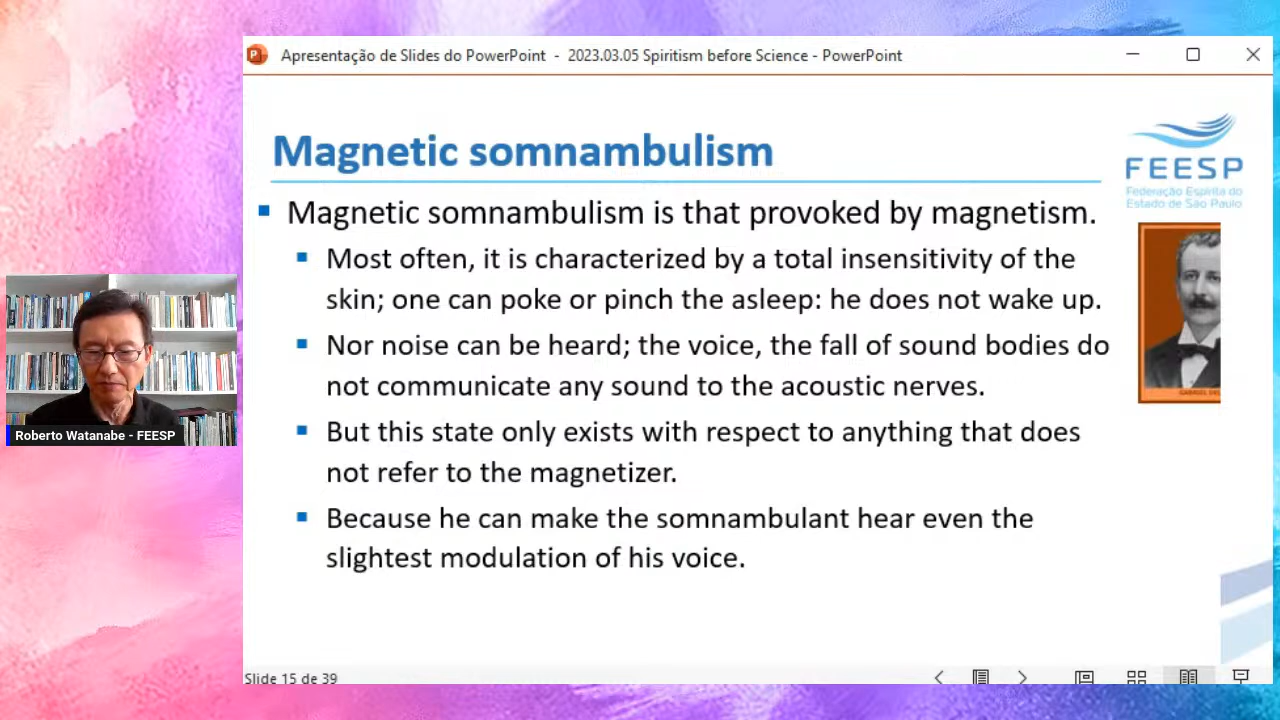 Apresentação de Slides do PowerPoint - 2023.03.05 Spiritism before Science - PowerPoint
Magnetic somnambulism
FEESP
Federação Espírita do
Estado de São Paulo
Magnetic somnambulism is that provoked by magnetism.
Most often, it is characterized by a total insensitivity of the
skin; one can poke or pinch the asleep: he does not wake up.
Nor noise can be heard; the voice, the fall of sound bodies do
not communicate any sound to the acoustic nerves.
But this state only exists with respect to anything that does
not refer to the magnetizer.
Because he can make the somnambulant hear even the
slightest modulation of his voice.
GABRIEL
Roberto Watanabe - FEESP
Slide 15 de 39